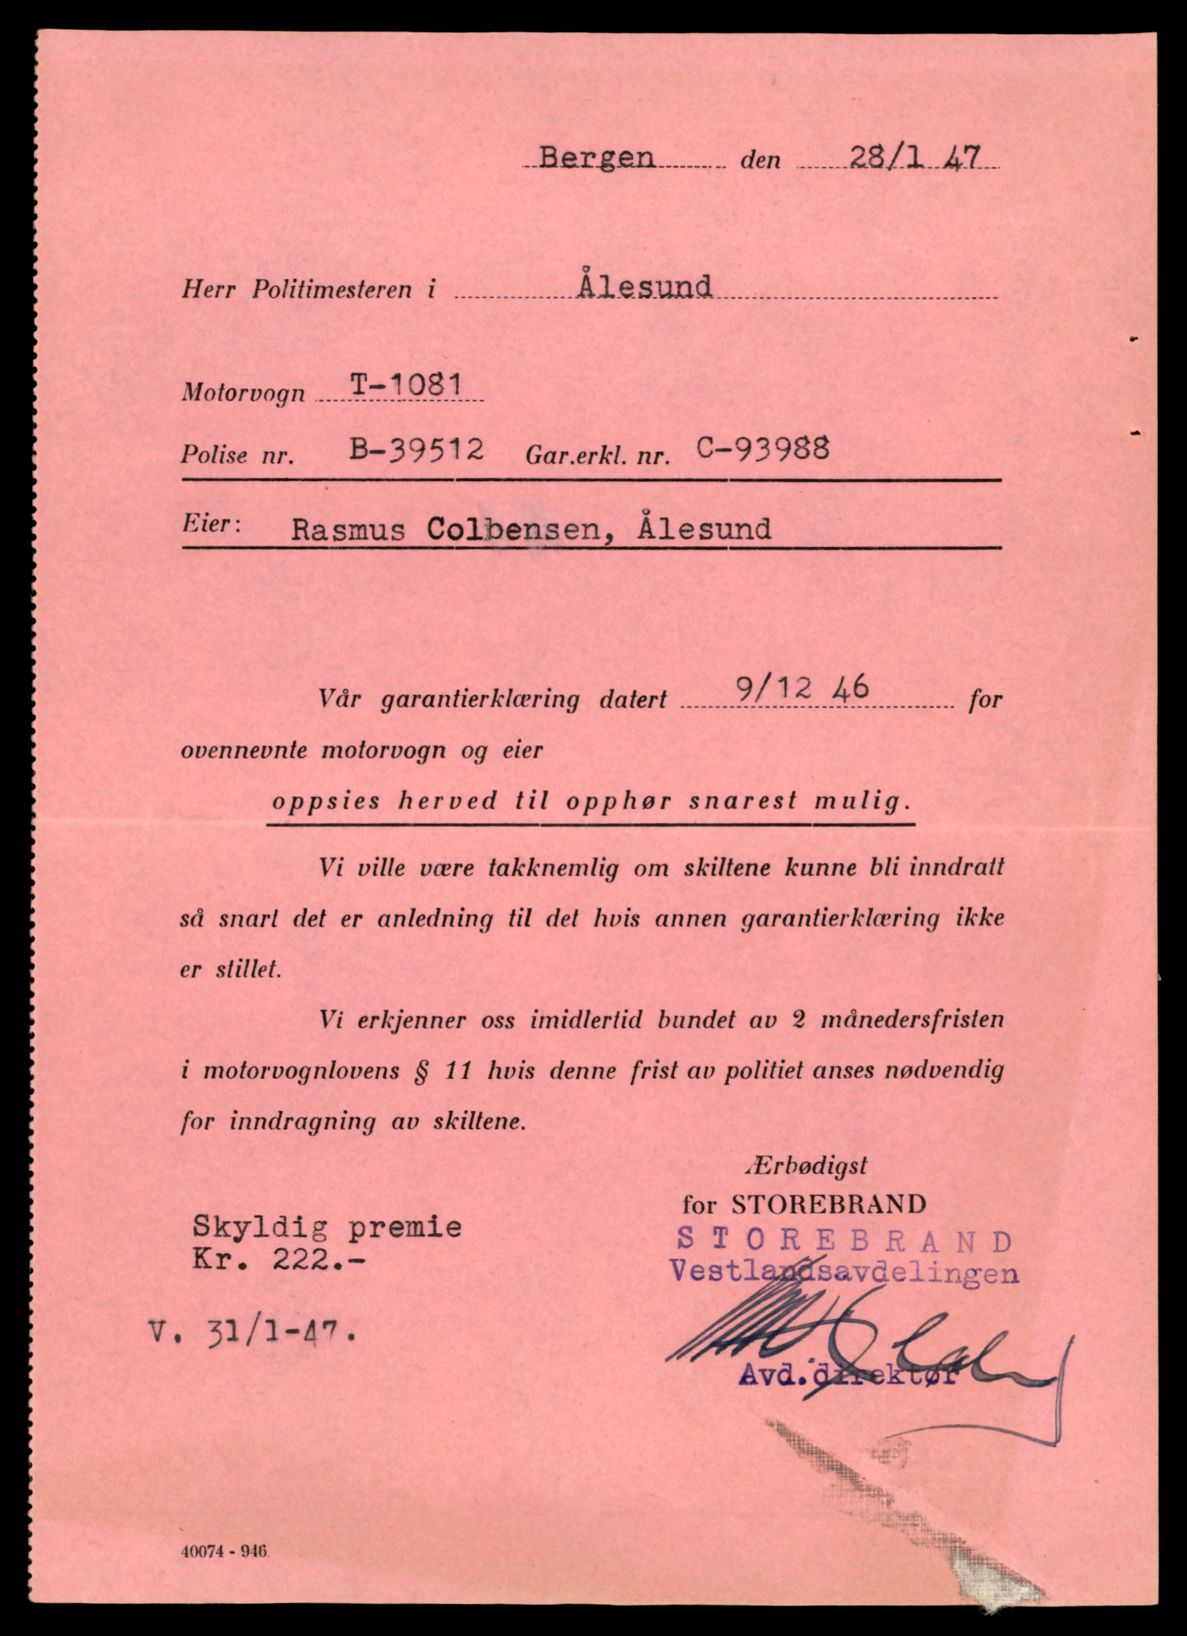 Bergen den 28/1 47
Herr Politimesteren i Ålesund
Motorvogn T-1081
Polise nr. B-39512 Gar.erkl. nr. C-93988
Eier: Rasmus Colbensen, Ålesund
Vår garantierklæring datert 9/12 46 for
ovennevnte motorvogn og eier
oppsies herved til opphør snarest mulig.
Vi ville være takknemlig om skiltene kunne bli inndratt
så snart det er anledning til det hvis annen garantierklæring ikke
er stillet.
Vi erkjenner oss imidlertid bundet av 2 månedersfristen
i motorvognlovens § 11 hvis denne frist av politiet anses nødvendig
for inndragning av skiltene.
Ærbødigst
for STOREBRAND
STOREBRAND
Vestlandsavdelingen
Avd.direktør
Skyldig premie
Kr. 222.-
V. 31/1-47.
40074 - 946